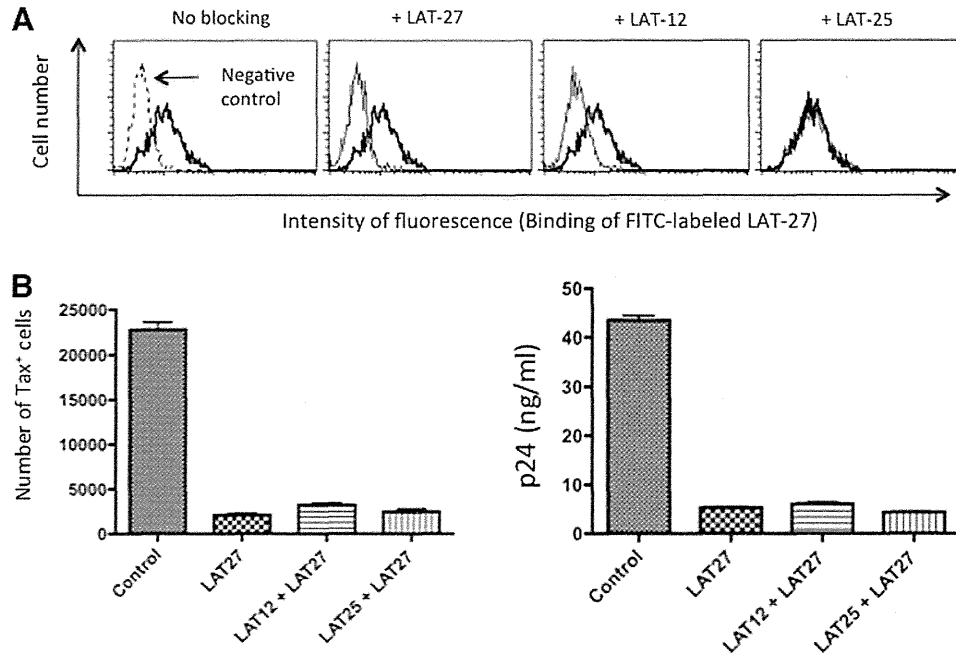 A
No blocking
+ LAT-27
+ LAT-12
+ LAT-25
Negative
control
Cell number
Intensity of fluorescence (Binding of FITC-labeled LAT-27)
B
Number of Tax⁺ cells
25000
20000
15000
10000
5000
0
Control
LAT27
LAT12 + LAT27
LAT25 + LAT27
p24 (ng/ml)
50
40
30
20
10
0
Control
LAT27
LAT12 + LAT27
LAT25 + LAT27